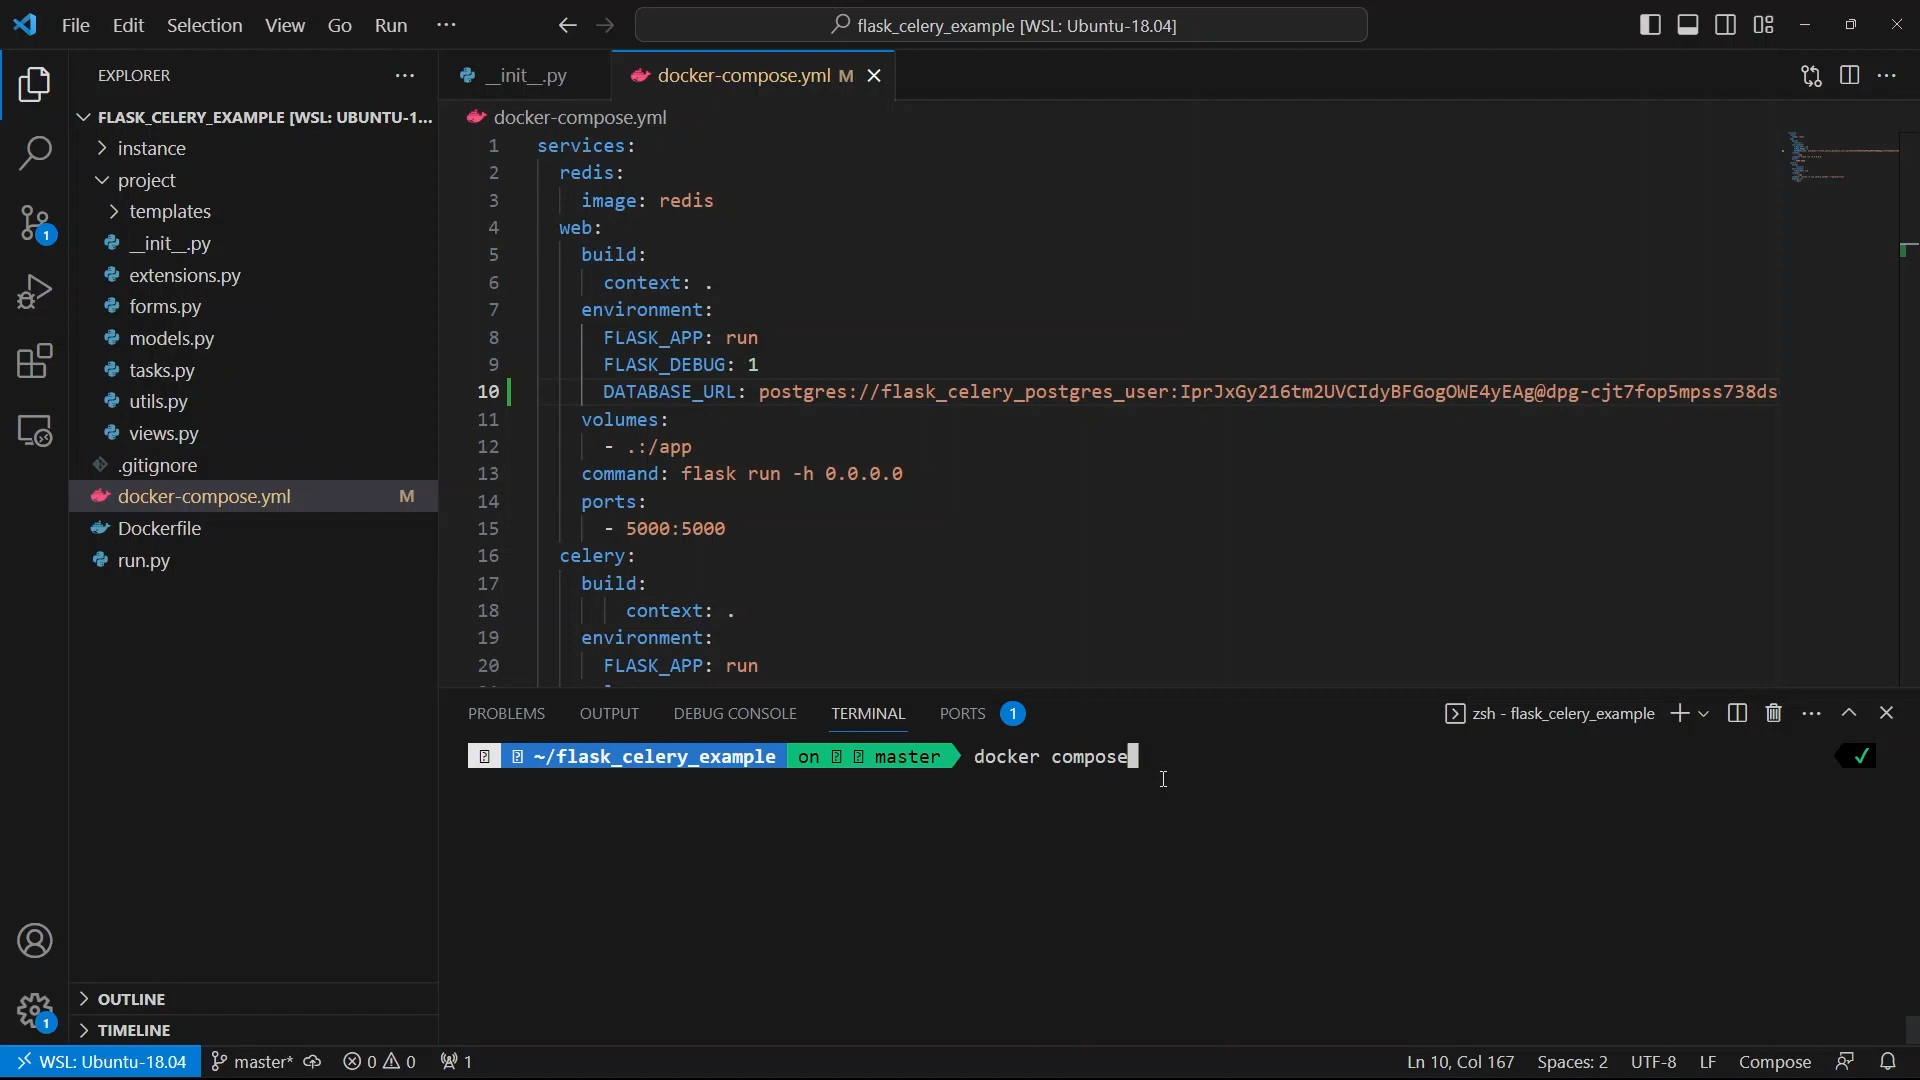 File Edit Selection View Go Run ···
flask_celery_example [WSL: Ubuntu-18.04]
EXPLORER
FLASK_CELERY_EXAMPLE [WSL: UBUNTU-1...
instance
project
templates
__init__.py
extensions.py
forms.py
models.py
tasks.py
utils.py
views.py
.gitignore
docker-compose.yml M
Dockerfile
run.py
OUTLINE
TIMELINE
1
1
__init__.py
docker-compose.yml M
docker-compose.yml
1 services:
2 redis:
3 image: redis
4 web:
5 build:
6 context: .
7 environment:
8 FLASK_APP: run
9 FLASK_DEBUG: 1
10 DATABASE_URL: postgres://flask_celery_postgres_user:IprJxGy216tm2UVCIdyBFGogOWE4yEAg@dpg-cjt7fop5mpss738ds
11 volumes:
12 - .:/app
13 command: flask run -h 0.0.0.0
14 ports:
15 - 5000:5000
16 celery:
17 build:
18 context: .
19 environment:
20 FLASK_APP: run
PROBLEMS OUTPUT DEBUG CONSOLE TERMINAL PORTS 1
zsh - flask_celery_example
~/flask_celery_example on master docker compose
WSL: Ubuntu-18.04 master* 0 0 1
Ln 10, Col 167 Spaces: 2 UTF-8 LF Compose